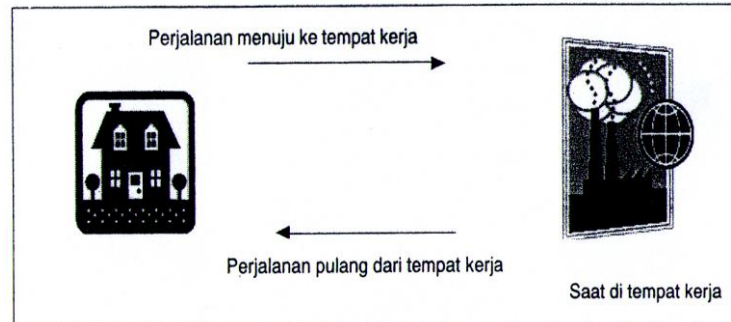 Perjalanan menuju ke tempat kerja
Perjalanan pulang dari tempat kerja
Saat di tempat kerja